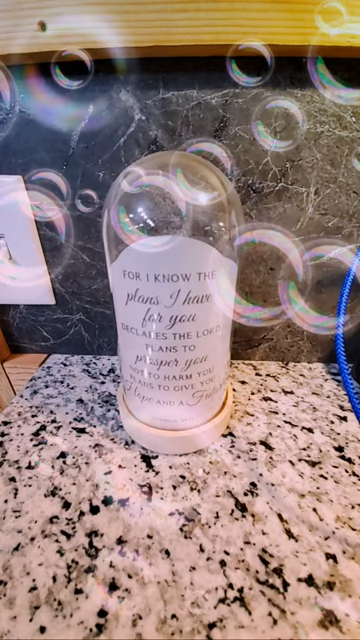 FOR I KNOW THE
plans I have
for you
DECLARES THE LORD
PLANS TO
prosper you
NOT TO HARM YOU
PLANS TO GIVE YOU
Hope AND A Future